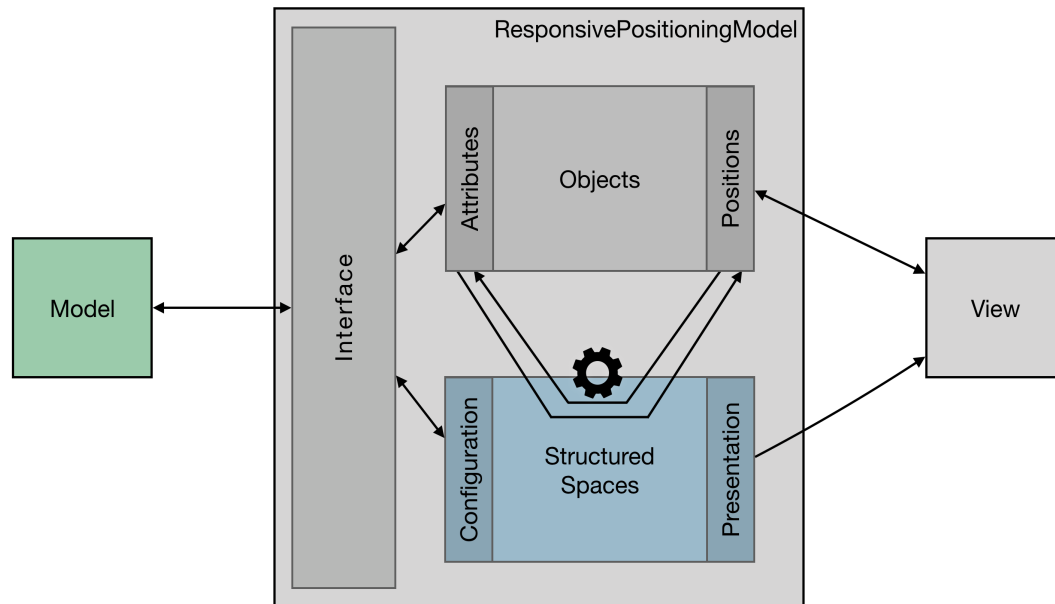 ResponsivePositioningModel
Model
Interface
Attributes
Objects
Positions
Configuration
Structured
Spaces
Presentation
View